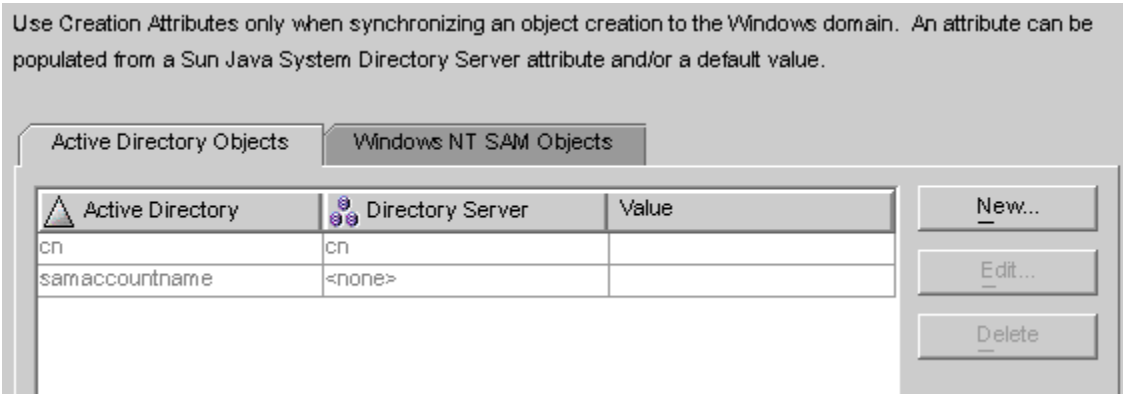 Use Creation Attributes only when synchronizing an object creation to the Windows domain.  An attribute can be
populated from a Sun Java System Directory Server attribute and/or a default value.
Active Directory Objects
Windows NT SAM Objects
Active Directory
Directory Server
Value
New...
cn
cn
samaccountname
<none>
Edit...
Delete